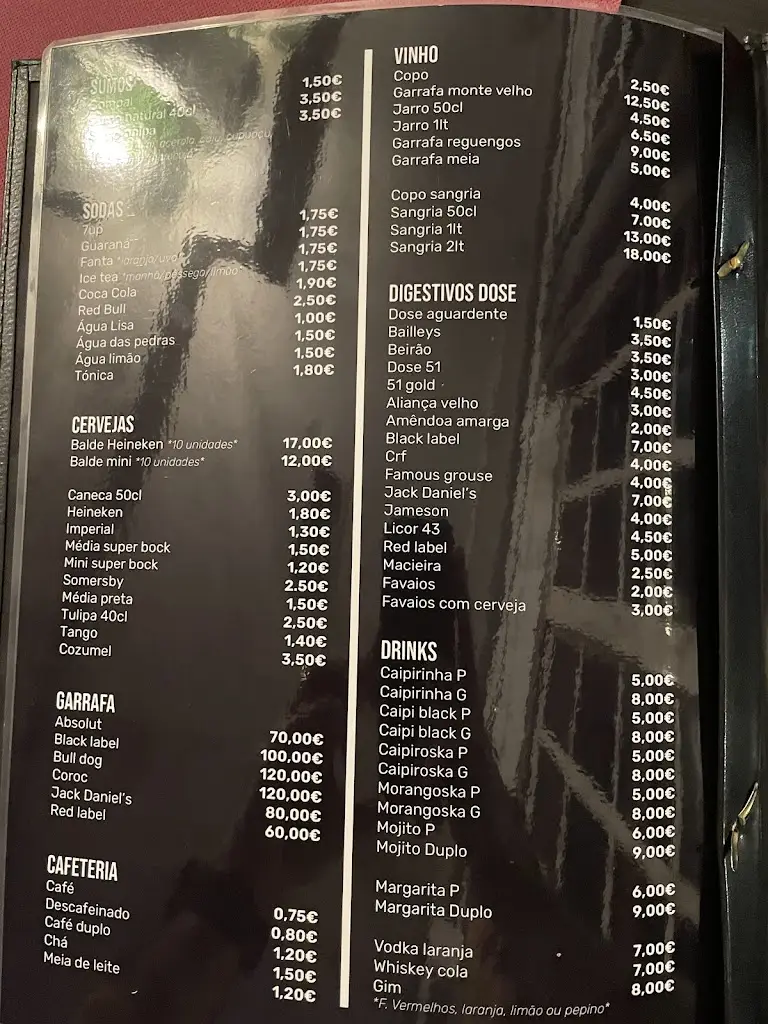 SUMOS
1,50€
natural 40cl 3,50€
3,50€
SODAS
7up 1,75€
Guaraná 1,75€
Fanta *laranja/uva* 1,75€
Ice tea *manga/pessego/limão* 1,75€
Coca Cola 1,90€
Red Bull 2,50€
Água Lisa 1,00€
Água das pedras 1,50€
Água limão 1.50€
Tónica 1,80€
CERVEJAS
Balde Heineken *10 unidades* 17,00€
Balde mini *10 unidades* 12,00€
Caneca 50cl 3,00€
Heineken 1,80€
Imperial 1,30€
Média super bock 1,50€
Mini super bock 1,20€
Somersby 2.50€
Média preta 1,50€
Tulipa 40cl 2,50€
Tango 1,40€
Cozumel 3,50€
GARRAFA
Absolut 70,00€
Black label 100.00€
Bull dog 120,00€
Coroc 120,00€
Jack Daniel's 80,00€
Red label 60,00€
CAFETERIA
Café 0,75€
Descafeinado 0,80€
Café duplo 1,20€
Chá 1,50€
Meia de leite 1,20€
VINHO
Copo 2,50€
Garrafa monte velho 12,50€
Jarro 50cl 4,50€
Jarro 1lt 6,50€
Garrafa reguengos 9,00€
Garrafa meia 5,00€
Copo sangria 4,00€
Sangria 50cl 7,00€
Sangria 1lt 13,00€
Sangria 2lt 18,00€
DIGESTIVOS DOSE
Dose aguardente 1,50€
Bailleys 3,50€
Beirão 3,50€
Dose 51 3,00€
51 gold 4,50€
Aliança velho 3,00€
Amêndoa amarga 2,00€
Black label 7,00€
Crf 4,00€
Famous grouse 4,00€
Jack Daniel's 7,00€
Jameson 4,00€
Licor 43 4,50€
Red label 5,00€
Macieira 2,50€
Favaios 2,00€
Favaios com cerveja 3,00€
DRINKS
Caipirinha P 5,00€
Caipirinha G 8,00€
Caipi black P 5,00€
Caipi black G 8,00€
Caipiroska P 5,00€
Caipiroska G 8,00€
Morangoska P 5,00€
Morangoska G 8,00€
Mojito P 6,00€
Mojito Duplo 9,00€
Margarita P 6,00€
Margarita Duplo 9,00€
Vodka laranja 7,00€
Whiskey cola 7,00€
Gim 8,00€
*F. Vermelhos, laranja, limão ou pepino*